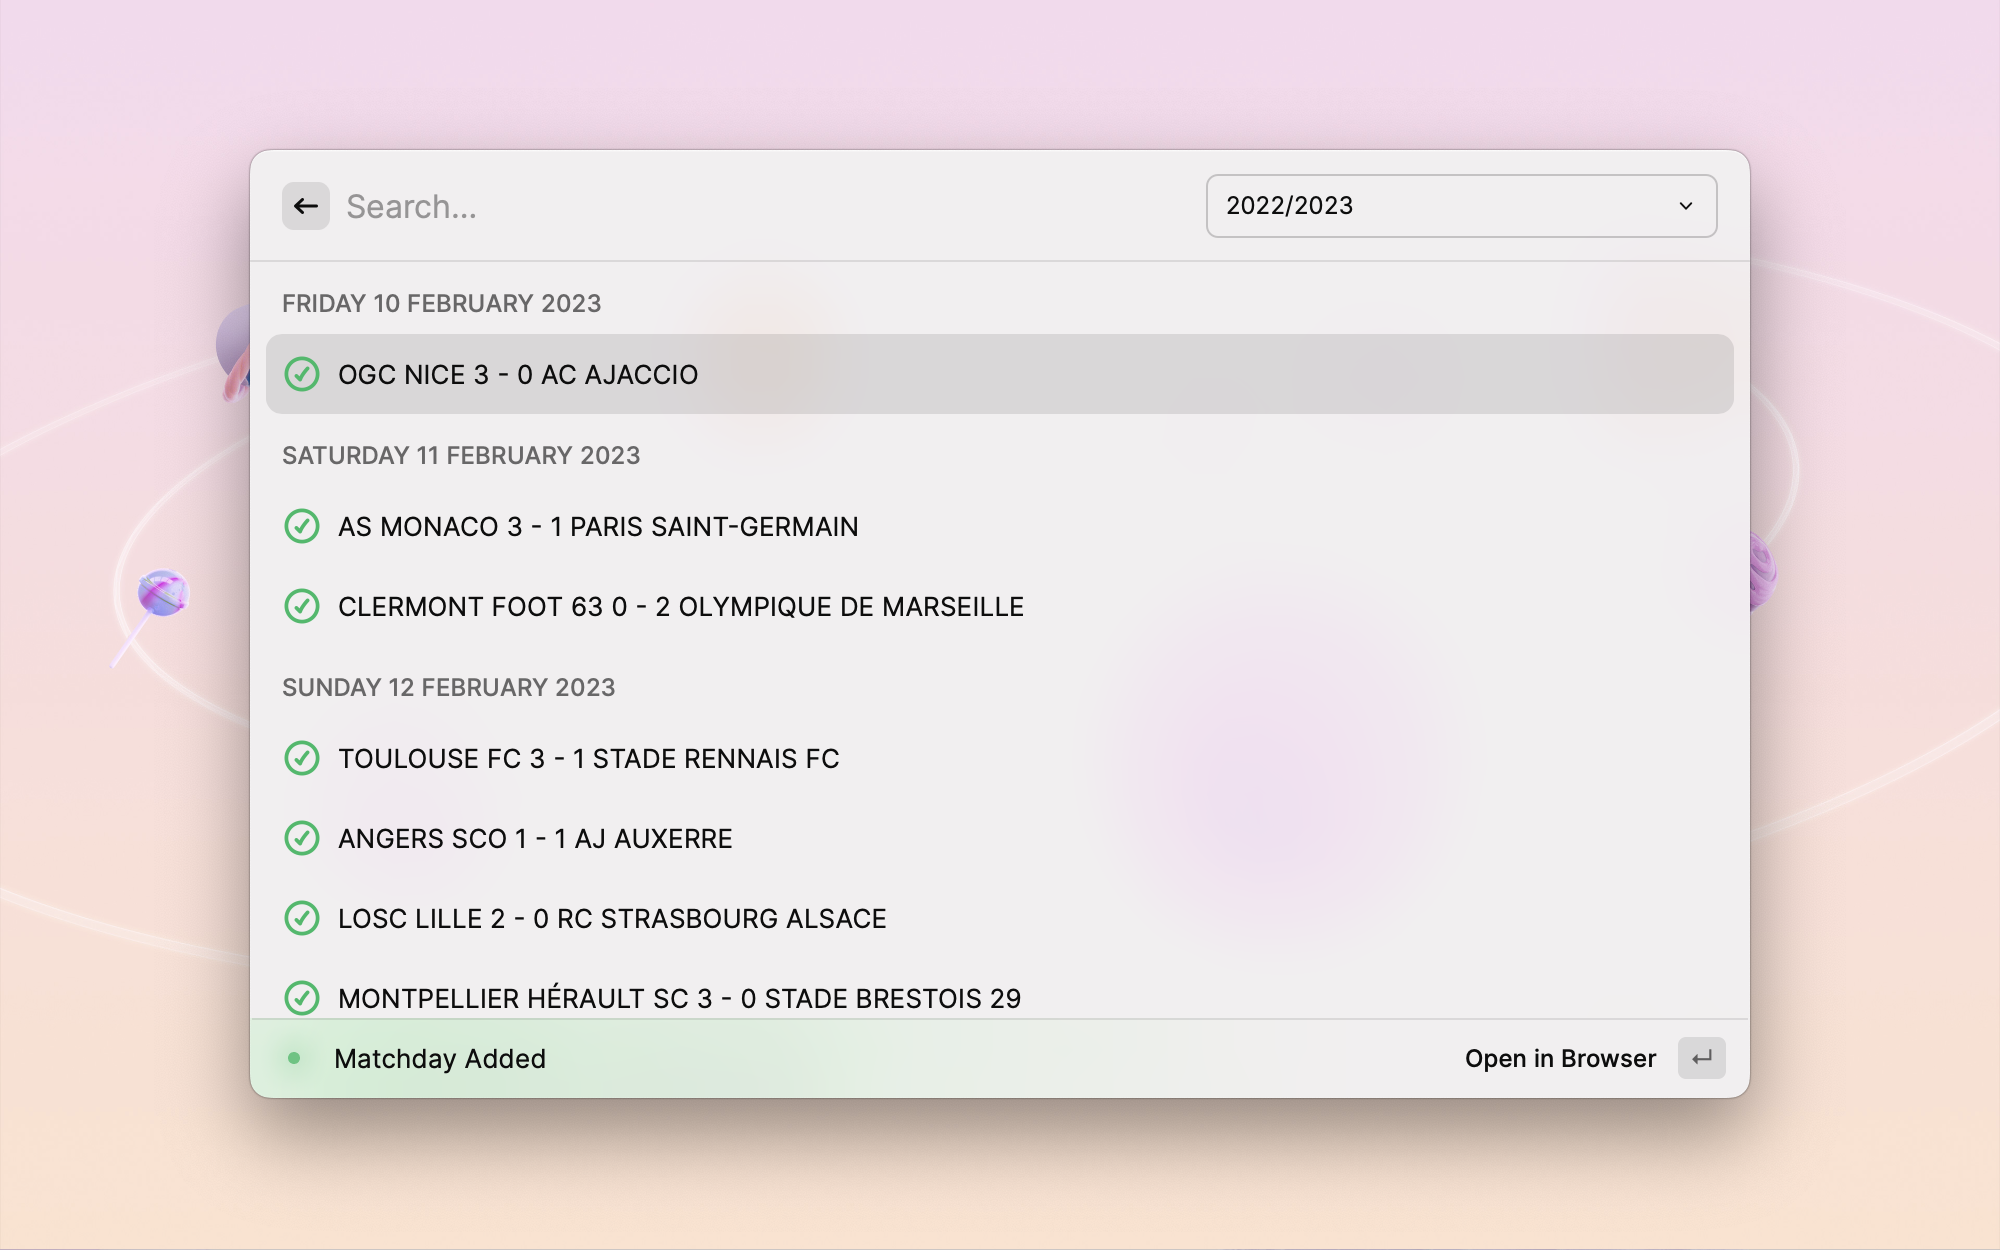 Search...
2022/2023
FRIDAY 10 FEBRUARY 2023
OGC NICE 3 - 0 AC AJACCIO
SATURDAY 11 FEBRUARY 2023
AS MONACO 3 - 1 PARIS SAINT-GERMAIN
CLERMONT FOOT 63 0 - 2 OLYMPIQUE DE MARSEILLE
SUNDAY 12 FEBRUARY 2023
TOULOUSE FC 3 - 1 STADE RENNAIS FC
ANGERS SCO 1 - 1 AJ AUXERRE
LOSC LILLE 2 - 0 RC STRASBOURG ALSACE
MONTPELLIER HÉRAULT SC 3 - 0 STADE BRESTOIS 29
Matchday Added
Open in Browser